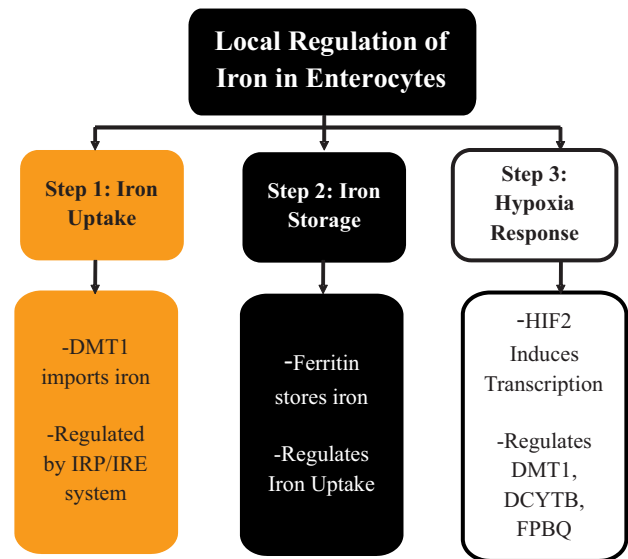 Local Regulation of
Iron in Enterocytes
Step 1: Iron
Uptake
Step 2: Iron
Storage
Step 3:
Hypoxia
Response
-DMT1
imports iron
-Regulated
by IRP/IRE
system
-Ferritin
stores iron
-Regulates
Iron Uptake
-HIF2
Induces
Transcription
-Regulates
DMT1,
DCYTB,
FPBQ